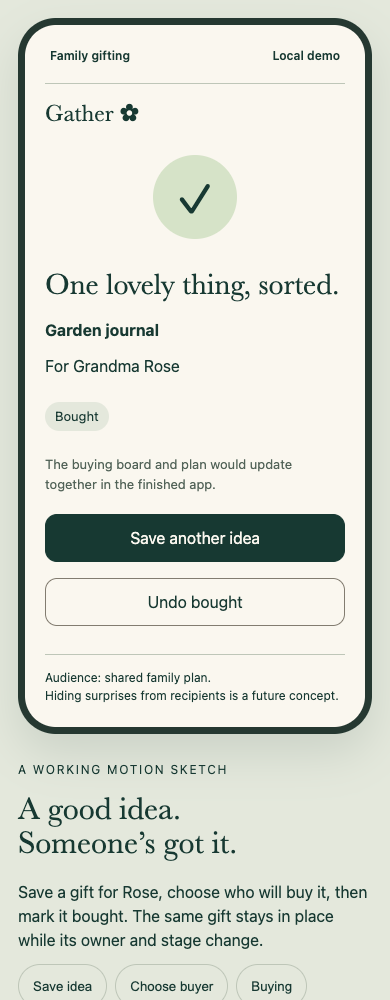 Family gifting
Local demo
Gather
One lovely thing, sorted.
Garden journal
For Grandma Rose
Bought
The buying board and plan would update
together in the finished app.
Save another idea
Undo bought
Audience: shared family plan.
Hiding surprises from recipients is a future concept.
A WORKING MOTION SKETCH
A good idea.
Someone’s got it.
Save a gift for Rose, choose who will buy it, then
mark it bought. The same gift stays in place
while its owner and stage change.
Save idea
Choose buyer
Buying